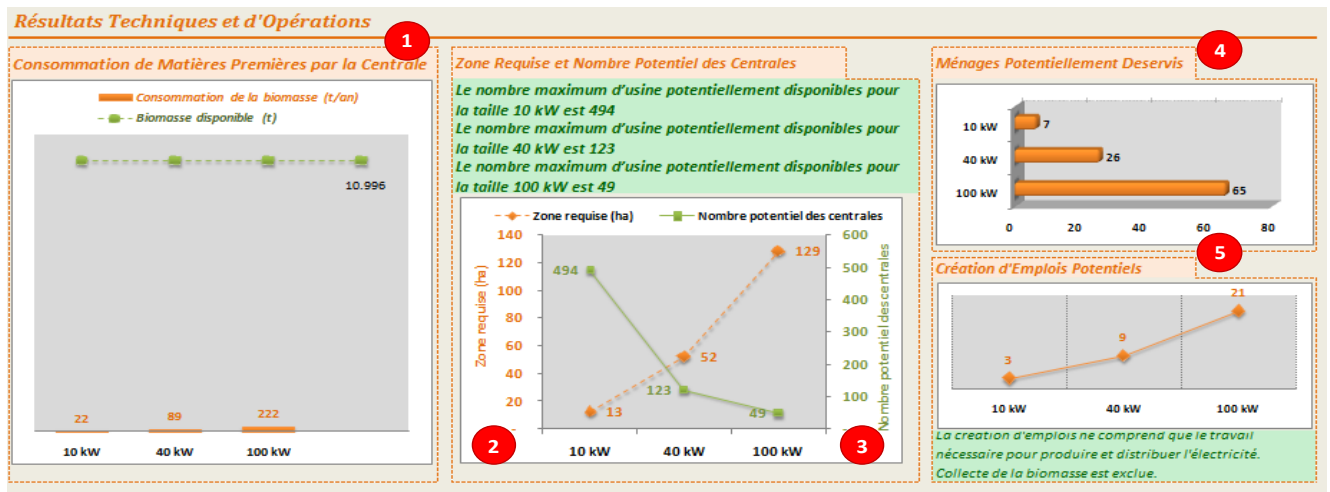 Résultats Techniques et d'Opérations
1
Consommation de Matières Premières par la Centrale
Consommation de la biomasse (t/an)
Biomasse disponible (t)
10.996
22
89
222
10 kW
40 kW
100 kW
Zone Requise et Nombre Potentiel des Centrales
Le nombre maximum d'usine potentiellement disponibles pour
la taille 10 kW est 494
Le nombre maximum d'usine potentiellement disponibles pour
la taille 40 kW est 123
Le nombre maximum d'usine potentiellement disponibles pour
la taille 100 kW est 49
Zone requise (ha)
Nombre potentiel des centrales
140
120
100
80
60
40
20
-
Zone requise (ha)
494
123
49
13
52
129
600
500
400
300
200
100
-
Nombre potentiel des centrales
10 kW
40 kW
100 kW
2
3
4
Ménages Potentiellement Deservis
10 kW
40 kW
100 kW
7
26
65
0
20
40
60
80
5
Création d'Emplois Potentiels
3
9
21
10 kW
40 kW
100 kW
La création d'emplois ne comprend que le travail
nécessaire pour produire et distribuer l'électricité.
Collecte de la biomasse est exclue.